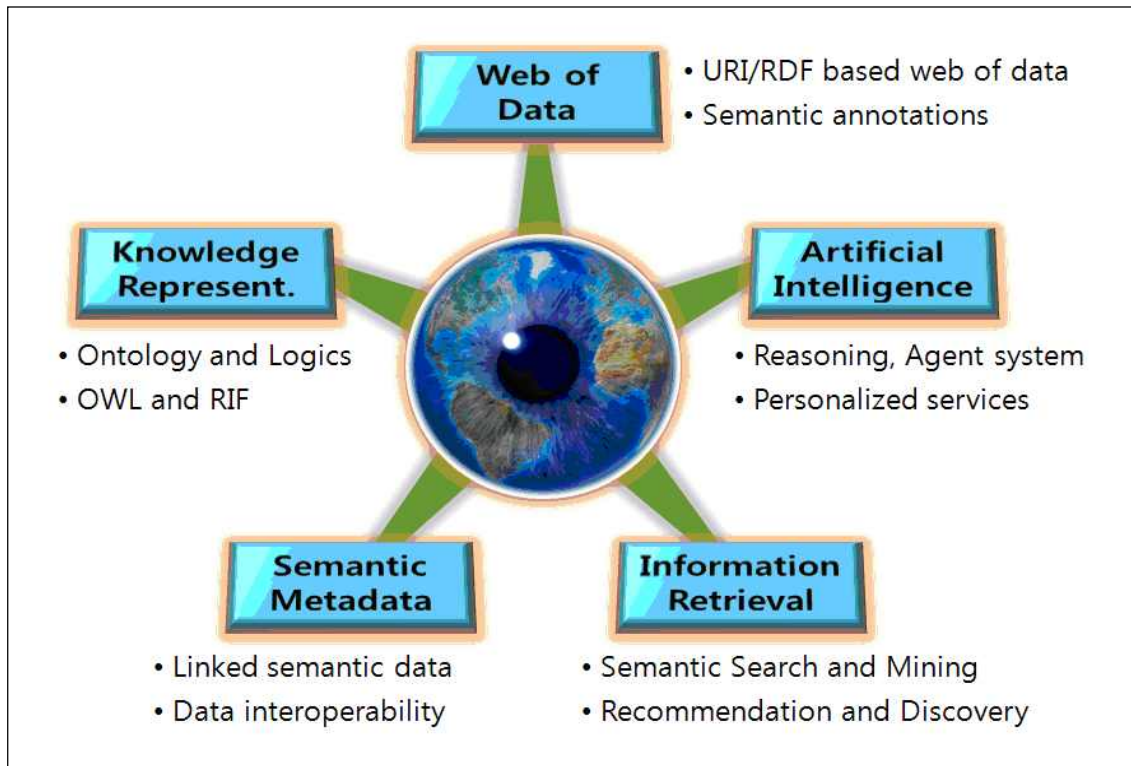 Web of
Data
• URI/RDF based web of data
• Semantic annotations
Knowledge
Represent.
• Ontology and Logics
• OWL and RIF
Artificial
Intelligence
• Reasoning, Agent system
• Personalized services
Semantic
Metadata
• Linked semantic data
• Data interoperability
Information
Retrieval
• Semantic Search and Mining
• Recommendation and Discovery